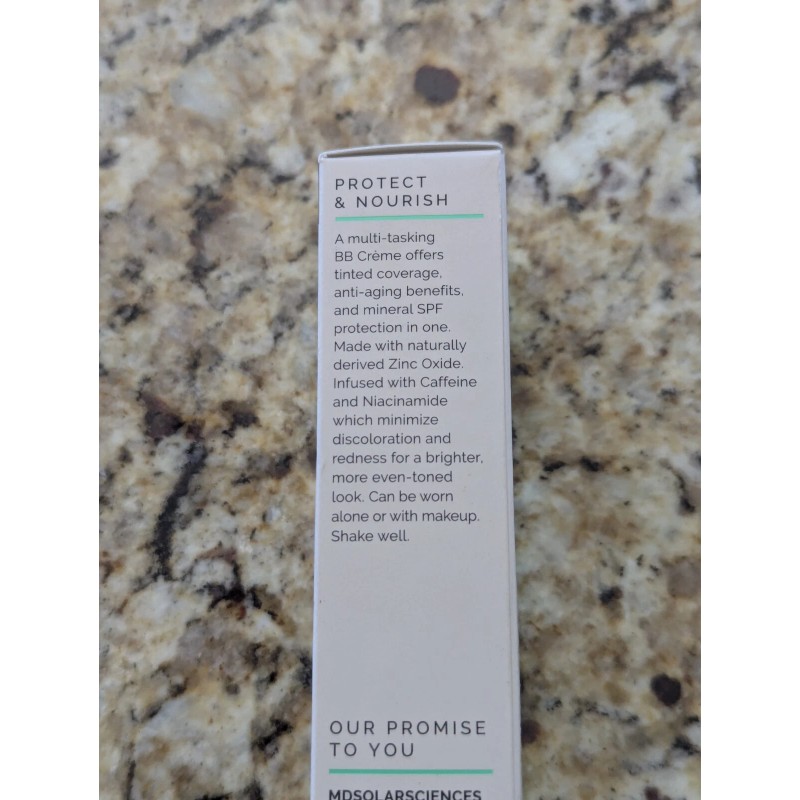 PROTECT
& NOURISH
A multi-tasking
BB Crème offers
tinted coverage,
anti-aging benefits,
and mineral SPF
protection in one.
Made with naturally
derived Zinc Oxide.
Infused with Caffeine
and Niacinamide
which minimize
discoloration and
redness for a brighter,
more even-toned
look. Can be worn
alone or with makeup.
Shake well.
OUR PROMISE
TO YOU
MDSOLARSCIENCES